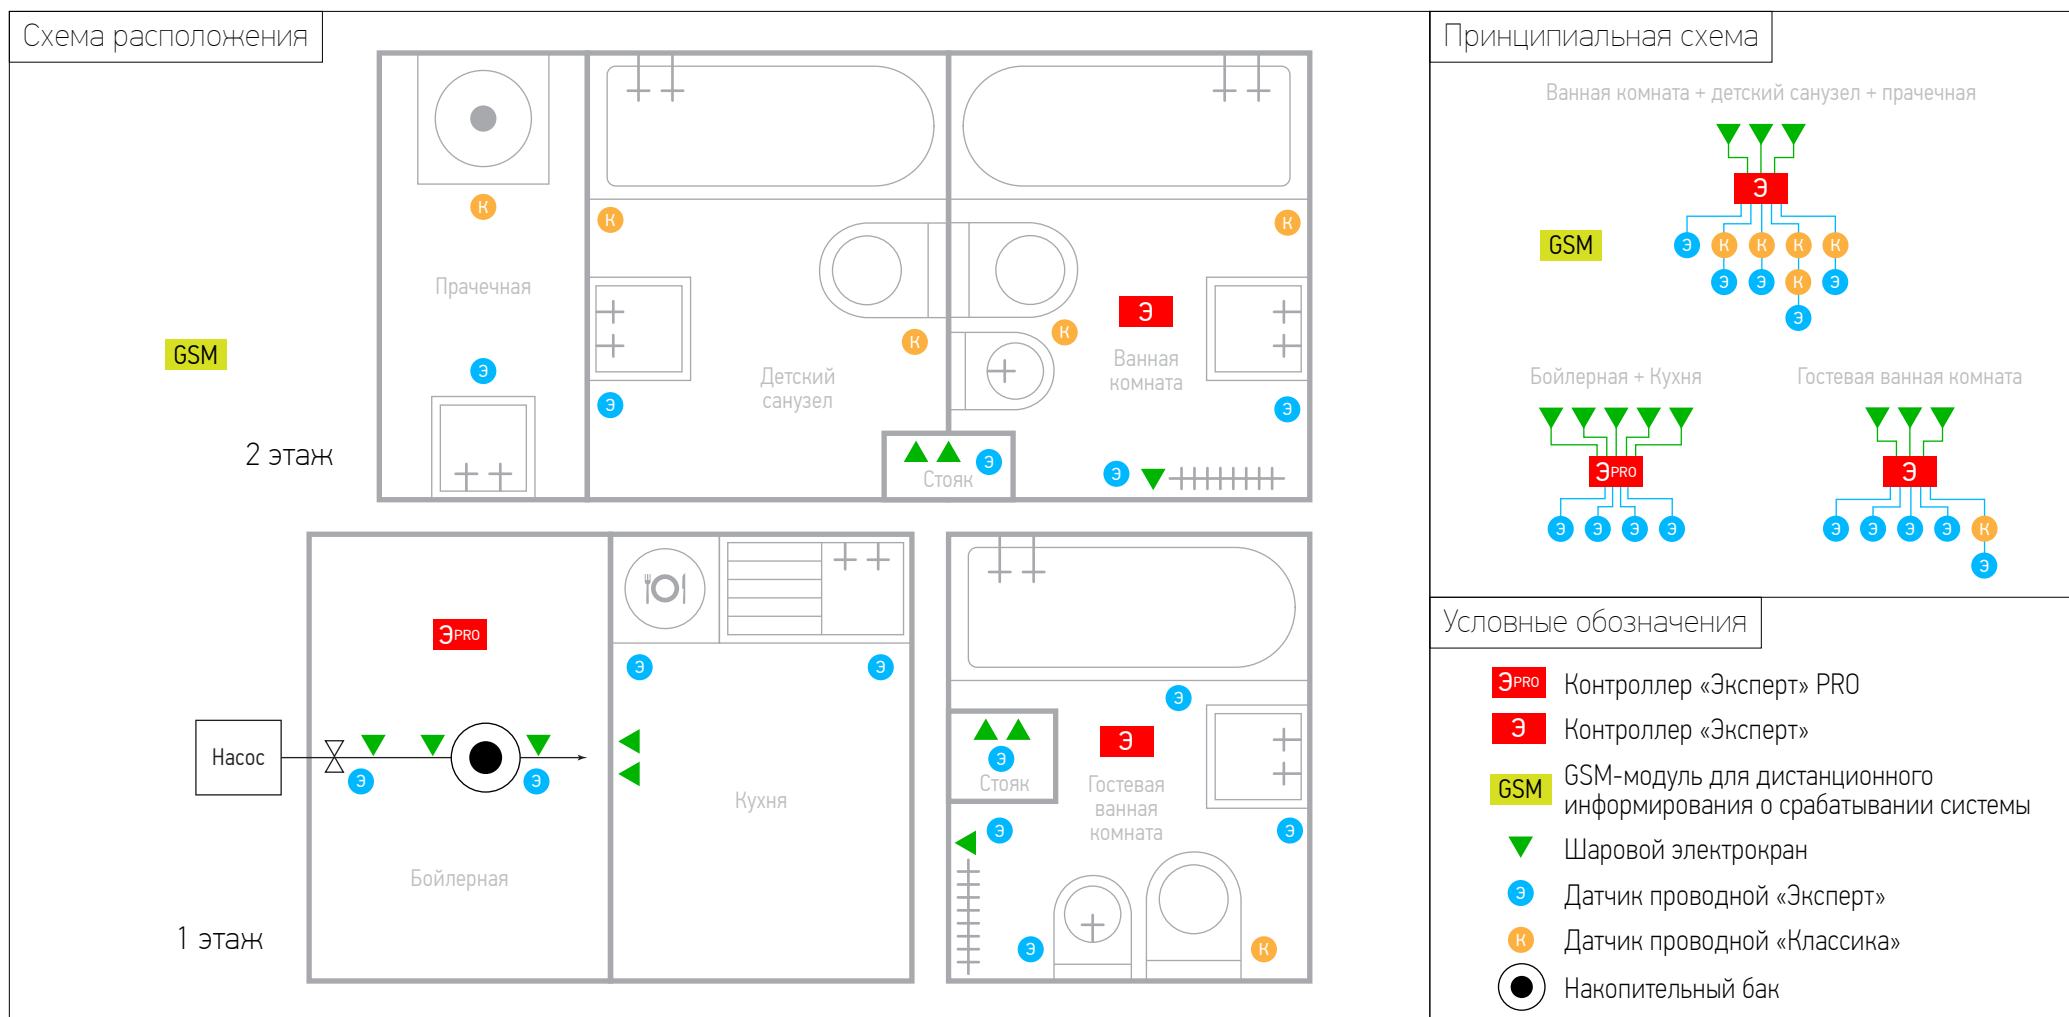 Схема расположения
К
К
К
Прачечная
К
К
Э
GSM
Э
Детский
санузел
Ванная
комната
Э
Э
Э
2 этаж
Э
Стояк
Э
ЭPRO
Э
Э
Насос
Э
Э
Кухня
Бойлерная
1 этаж
Э
Э
Э
Стояк
Гостевая
ванная
комната
Э
Э
Э
К
Принципиальная схема
Ванная комната + детский санузел + прачечная
Э
GSM
Э К К К К
Э Э К Э
Э
Бойлерная + Кухня
ЭPRO
Э Э Э Э
Гостевая ванная комната
Э
Э Э Э Э К
Э
Условные обозначения
ЭPRO Контроллер «Эксперт» PRO
Э Контроллер «Эксперт»
GSM GSM-модуль для дистанционного
информирования о срабатывании системы
Шаровой электрокран
Э Датчик проводной «Эксперт»
К Датчик проводной «Классика»
Накопительный бак